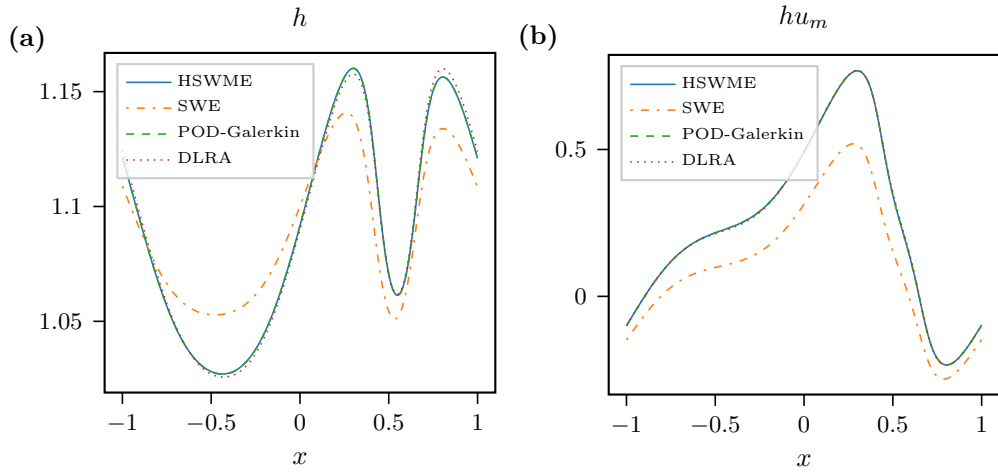 (a)
h
1.15
1.1
1.05
HSWME
SWE
POD-Galerkin
DLRA
−1
−0.5
0
0.5
1
x
(b)
hu_m
0.5
0
HSWME
SWE
POD-Galerkin
DLRA
−1
−0.5
0
0.5
1
x